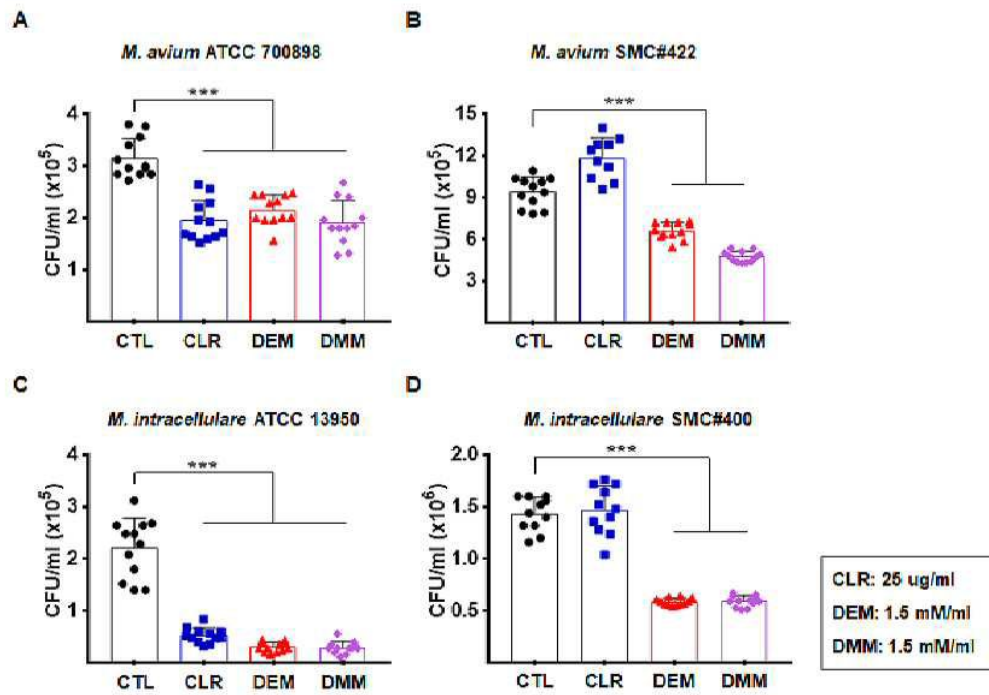 A
M. avium ATCC 700898
***
CFU/ml (x10⁵)
4
3
2
1
CTL CLR DEM DMM
B
M. avium SMC#422
***
CFU/ml (x10⁵)
15
12
9
6
3
CTL CLR DEM DMM
C
M. intracellulare ATCC 13950
***
CFU/ml (x10⁵)
4
3
2
1
CTL CLR DEM DMM
D
M. intracellulare SMC#400
***
CFU/ml (x10⁶)
2.0
1.5
1.0
0.5
CTL CLR DEM DMM
CLR: 25 ug/ml
DEM: 1.5 mM/ml
DMM: 1.5 mM/ml